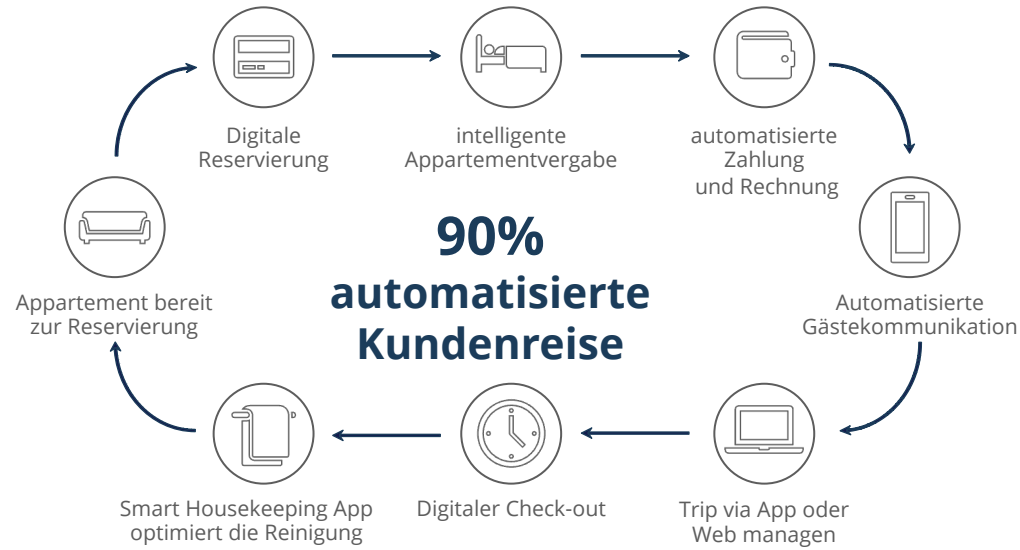 Digitale
Reservierung
intelligente
Appartementvergabe
automatisierte
Zahlung
und Rechnung
90%
automatisierte
Kundenreise
Appartement bereit
zur Reservierung
Automatisierte
Gästekommunikation
Smart Housekeeping App
optimiert die Reinigung
Digitaler Check-out
Trip via App oder
Web managen